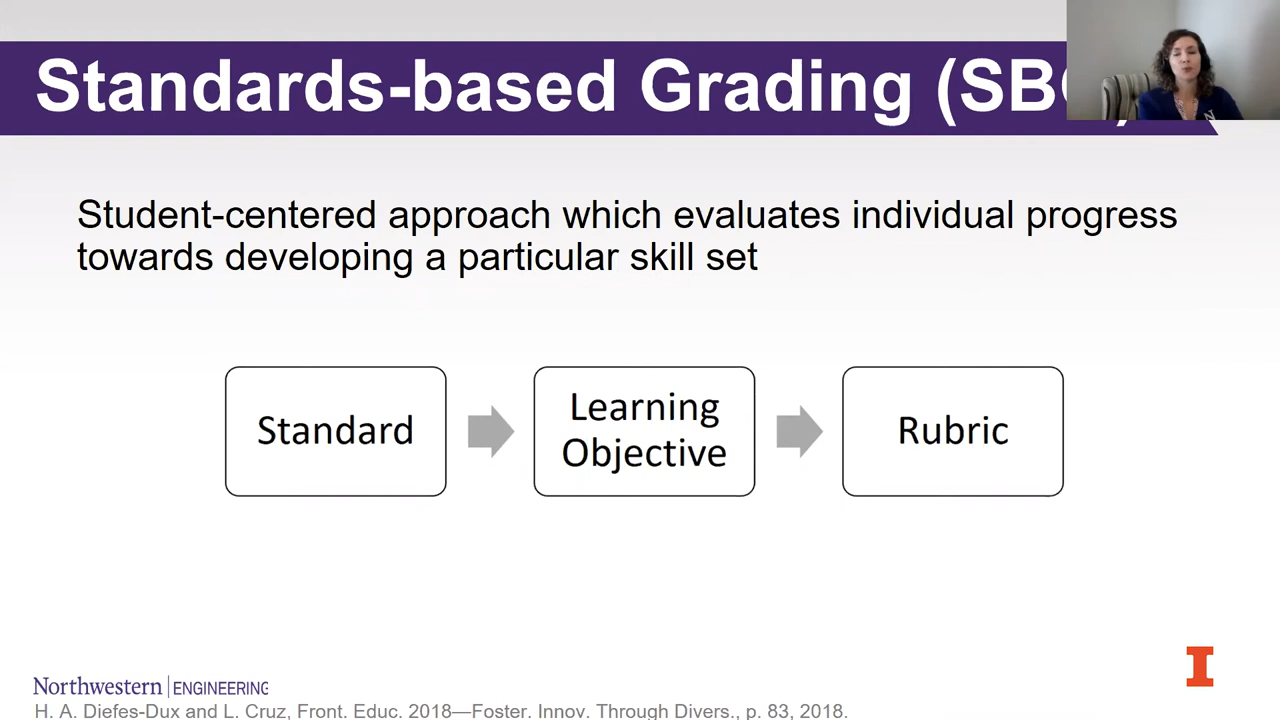 Standards-based Grading (SB
Student-centered approach which evaluates individual progress
towards developing a particular skill set
Standard
Learning
Objective
Rubric
Northwestern | ENGINEERING
H. A. Diefes-Dux and L. Cruz, Front. Educ. 2018—Foster. Innov. Through Divers., p. 83, 2018.
I